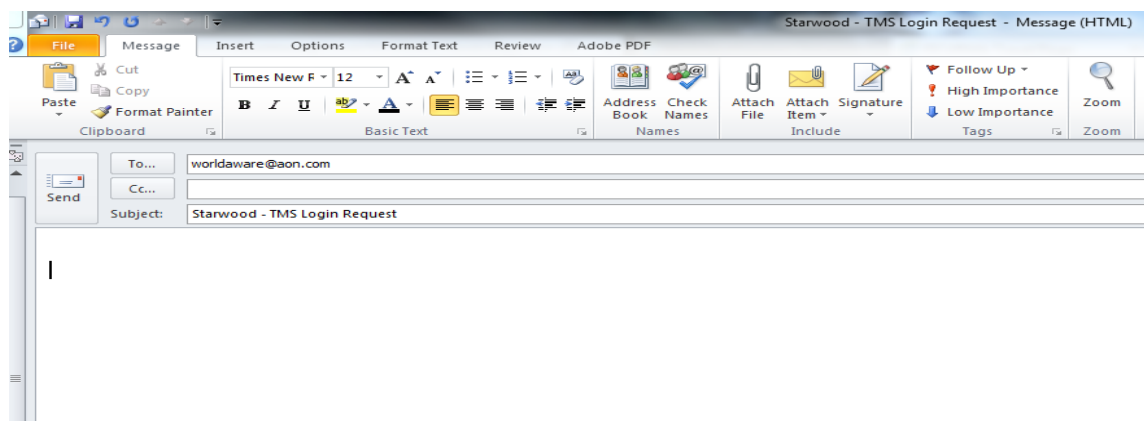 Starwood - TMS Login Request - Message (HTML)
File Message Insert Options Format Text Review Adobe PDF
Paste
Cut
Copy
Format Painter
Clipboard
Times New F 12
B I U
Basic Text
Address Book
Check Names
Names
Attach File
Attach Item
Signature
Include
Follow Up
High Importance
Low Importance
Tags
Zoom
Zoom
Send
To... worldaware@aon.com
Cc...
Subject: Starwood - TMS Login Request